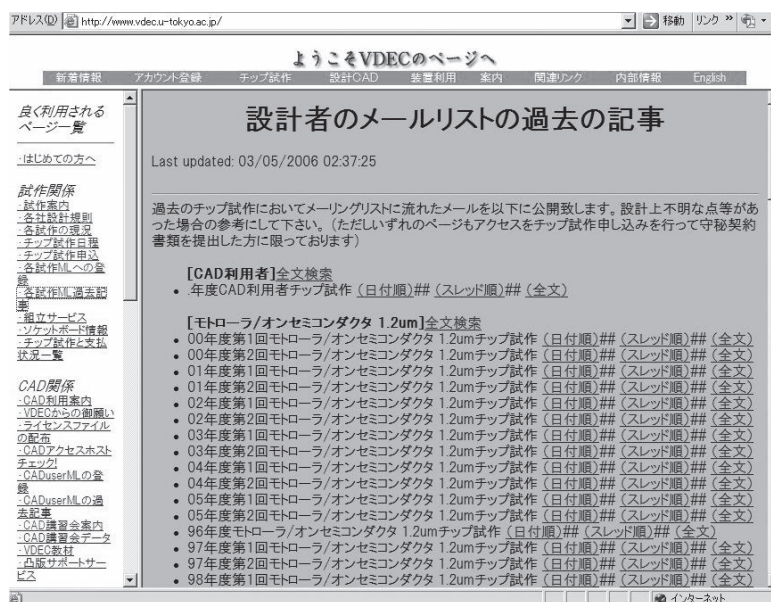 アドレス(D) http://www.vdec.u-tokyo.ac.jp/ 移動 リンク »
ようこそVDECのページへ
新着情報 アカウント登録 チップ試作 設計CAD 装置利用 案内 関連リンク 内部情報 English
良く利用される
ページ一覧
・はじめての方へ
試作関係
・試作案内
・各社設計規則
・各試作の現況
・チップ試作日程
・チップ試作申込
・各試作MLへの登
録
・各試作ML過去記
事
・組立サービス
・ソケットボード情報
・チップ試作と支払
状況一覧
CAD関係
・CAD利用案内
・VDECからの御願い
・ライセンスファイル
の配布
・CADアクセスホスト
チェック!
・CADuserMLの登
録
・CADuserMLの過
去記事
・CAD講習会案内
・CAD講習会データ
・VDEC教材
・凸版サポートサー
ビス
設計者のメールリストの過去の記事
Last updated: 03/05/2006 02:37:25
過去のチップ試作においてメーリングリストに流れたメールを以下に公開致します。設計上不明な点等があ
った場合の参考にして下さい。(ただしいずれのページもアクセスをチップ試作申し込みを行って守秘契約
書類を提出した方に限っております)
[CAD利用者]全文検索
• .年度CAD利用者チップ試作 (日付順)## (スレッド順)## (全文)
[モトローラ/オンセミコンダクタ 1.2um]全文検索
• 00年度第1回モトローラ/オンセミコンダクタ 1.2umチップ試作 (日付順)## (スレッド順)## (全文)
• 00年度第2回モトローラ/オンセミコンダクタ 1.2umチップ試作 (日付順)## (スレッド順)## (全文)
• 01年度第1回モトローラ/オンセミコンダクタ 1.2umチップ試作 (日付順)## (スレッド順)## (全文)
• 01年度第2回モトローラ/オンセミコンダクタ 1.2umチップ試作 (日付順)## (スレッド順)## (全文)
• 02年度第1回モトローラ/オンセミコンダクタ 1.2umチップ試作 (日付順)## (スレッド順)## (全文)
• 02年度第2回モトローラ/オンセミコンダクタ 1.2umチップ試作 (日付順)## (スレッド順)## (全文)
• 03年度第1回モトローラ/オンセミコンダクタ 1.2umチップ試作 (日付順)## (スレッド順)## (全文)
• 03年度第2回モトローラ/オンセミコンダクタ 1.2umチップ試作 (日付順)## (スレッド順)## (全文)
• 04年度第1回モトローラ/オンセミコンダクタ 1.2umチップ試作 (日付順)## (スレッド順)## (全文)
• 04年度第2回モトローラ/オンセミコンダクタ 1.2umチップ試作 (日付順)## (スレッド順)## (全文)
• 05年度第1回モトローラ/オンセミコンダクタ 1.2umチップ試作 (日付順)## (スレッド順)## (全文)
• 05年度第2回モトローラ/オンセミコンダクタ 1.2umチップ試作 (日付順)## (スレッド順)## (全文)
• 96年度モトローラ/オンセミコンダクタ 1.2umチップ試作 (日付順)## (スレッド順)## (全文)
• 97年度第1回モトローラ/オンセミコンダクタ 1.2umチップ試作 (日付順)## (スレッド順)## (全文)
• 97年度第2回モトローラ/オンセミコンダクタ 1.2umチップ試作 (日付順)## (スレッド順)## (全文)
• 98年度第1回モトローラ/オンセミコンダクタ 1.2umチップ試作 (日付順)## (スレッド順)## (全文)
インターネット